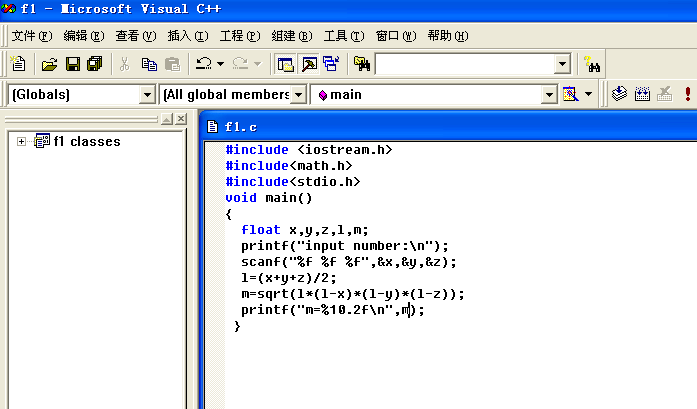 f1 - Microsoft Visual C++
文件(F) 编辑(E) 查看(V) 插入(I) 工程(P) 组建(B) 工具(T) 窗口(W) 帮助(H)
(Globals) (All global members main
f1 classes
f1.c
#include <iostream.h>
#include<math.h>
#include<stdio.h>
void main()
{
float x,y,z,l,m;
printf("input number:\n");
scanf("%f %f %f",&x,&y,&z);
l=(x+y+z)/2;
m=sqrt(l*(l-x)*(l-y)*(l-z));
printf("m=%10.2f\n",m);
}